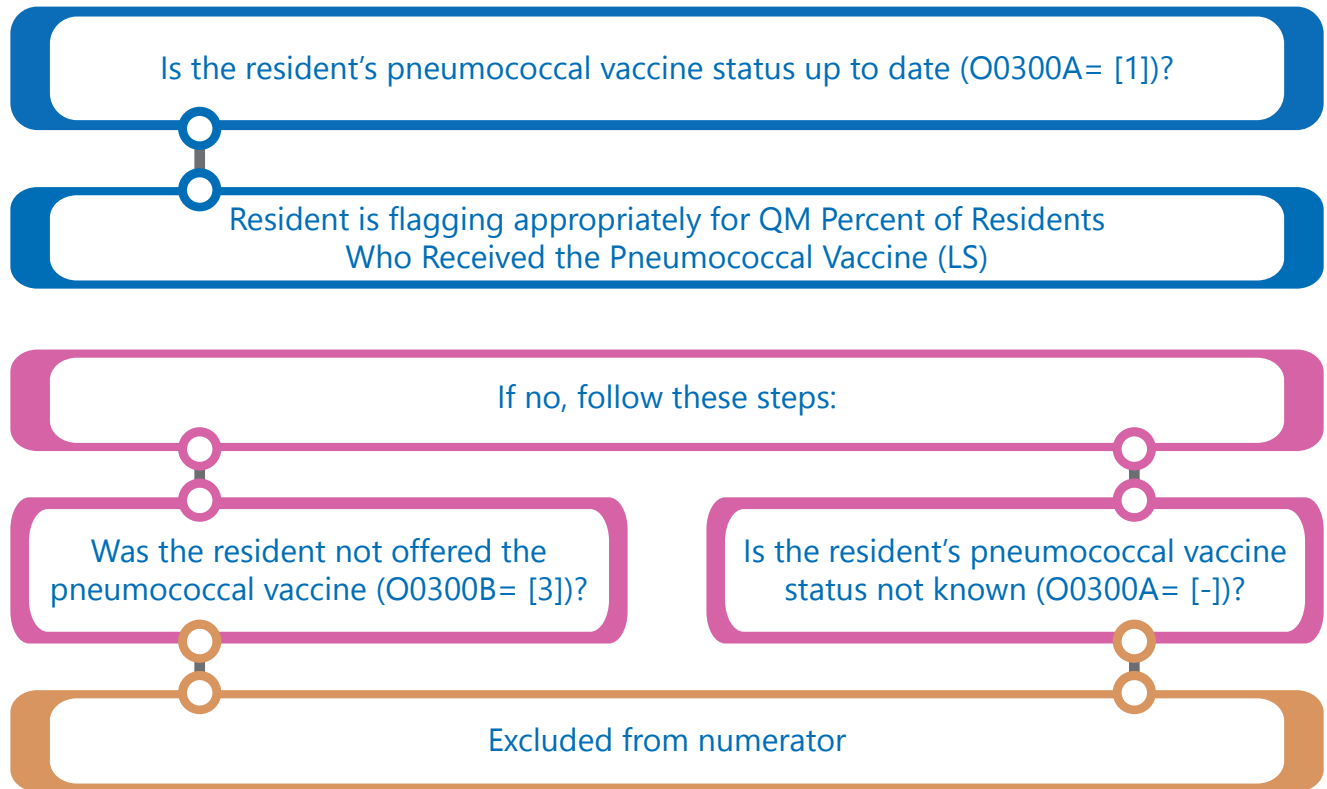 Is the resident’s pneumococcal vaccine status up to date (O0300A= [1])?
Resident is flagging appropriately for QM Percent of Residents
Who Received the Pneumococcal Vaccine (LS)
If no, follow these steps:
Was the resident not offered the
pneumococcal vaccine (O0300B= [3])?
Is the resident’s pneumococcal vaccine
status not known (O0300A= [-])?
Excluded from numerator